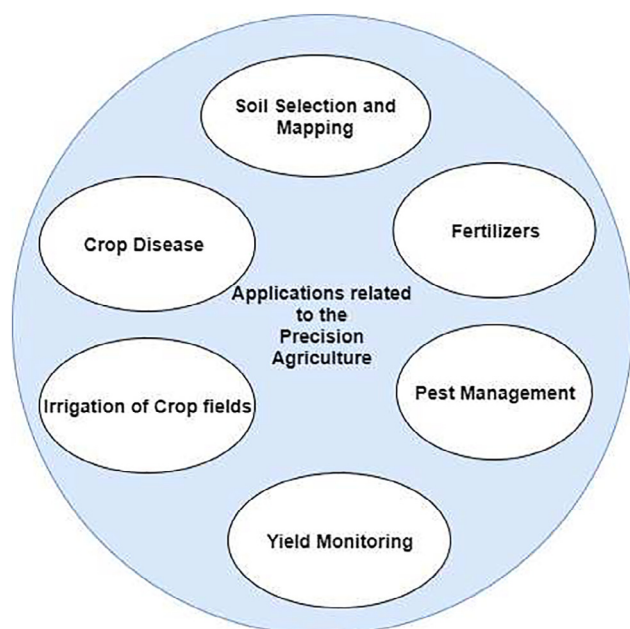 Soil Selection and
Mapping
Crop Disease
Fertilizers
Applications related
to the
Precision
Agriculture
Irrigation of Crop fields
Pest Management
Yield Monitoring